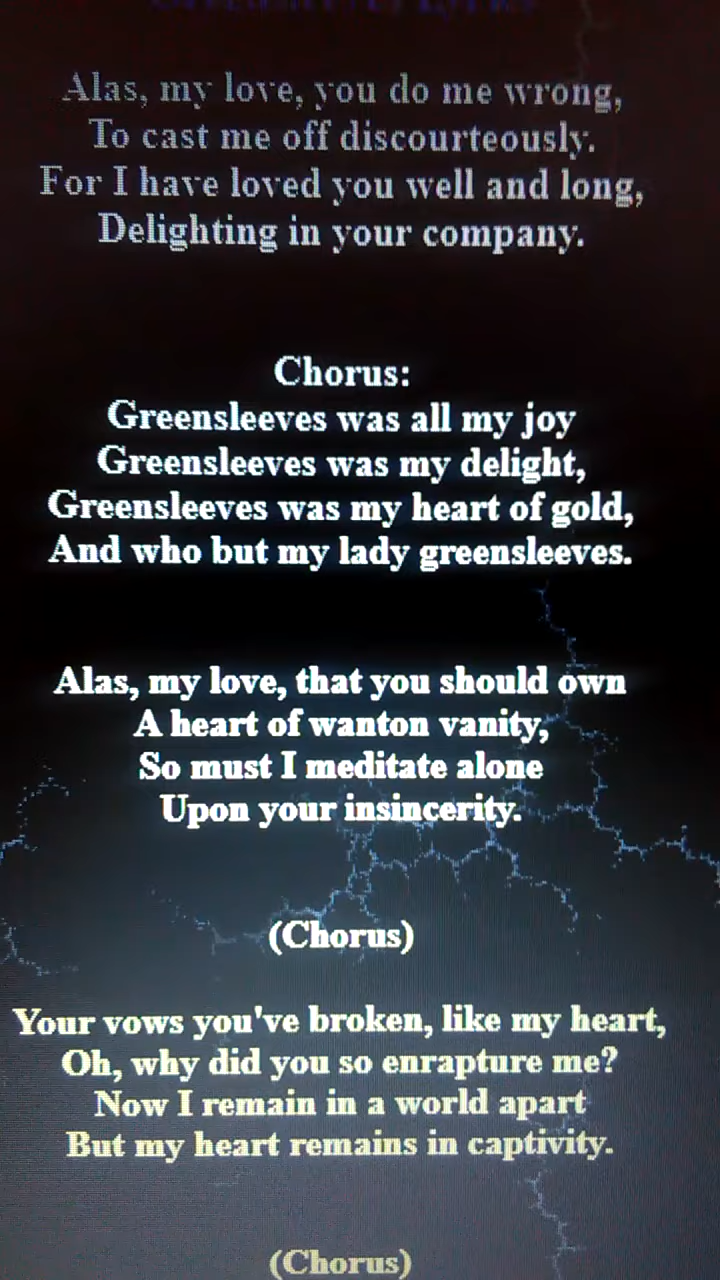 Alas, my love, you do me wrong,
To cast me off discourteously.
For I have loved you well and long,
Delighting in your company.
Chorus:
Greensleeves was all my joy
Greensleeves was my delight,
Greensleeves was my heart of gold,
And who but my lady greensleeves.
Alas, my love, that you should own
A heart of wanton vanity,
So must I meditate alone
Upon your insincerity.
(Chorus)
Your vows you've broken, like my heart,
Oh, why did you so enrapture me?
Now I remain in a world apart
But my heart remains in captivity.
(Chorus)